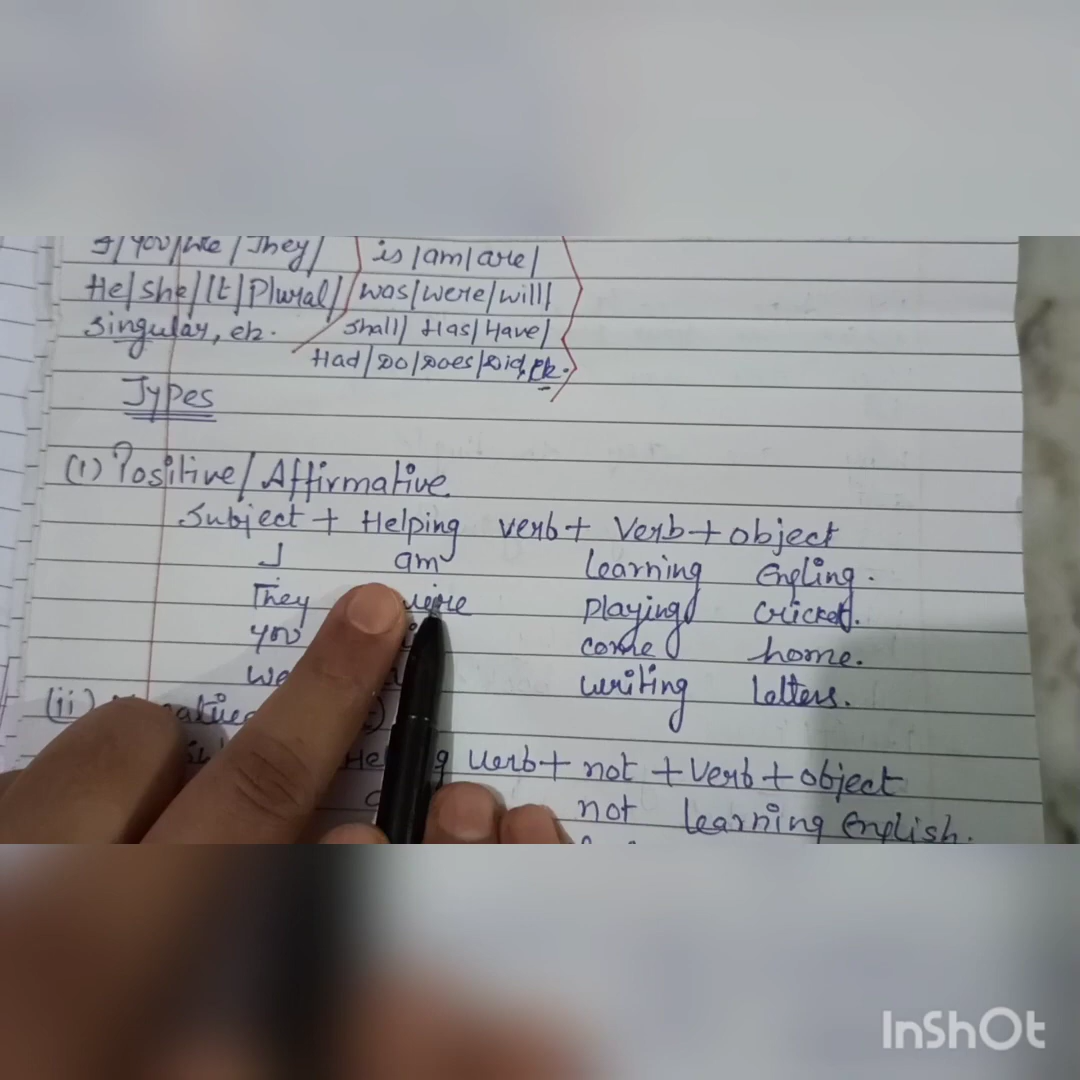 I/You/We/They/ is/am/are/
He/She/It/Plural/ was/were/will/
Singular, etc. Shall/ Has/Have/
Had/Do/Does/Did, etc.
Types
(i) Positive/Affirmative
Subject + Helping verb + Verb + object
I am learning Engling.
They were Playing Cricket.
you come home.
We writing letters.
(ii)
verb + not + verb + object
not learning English.
InShOt